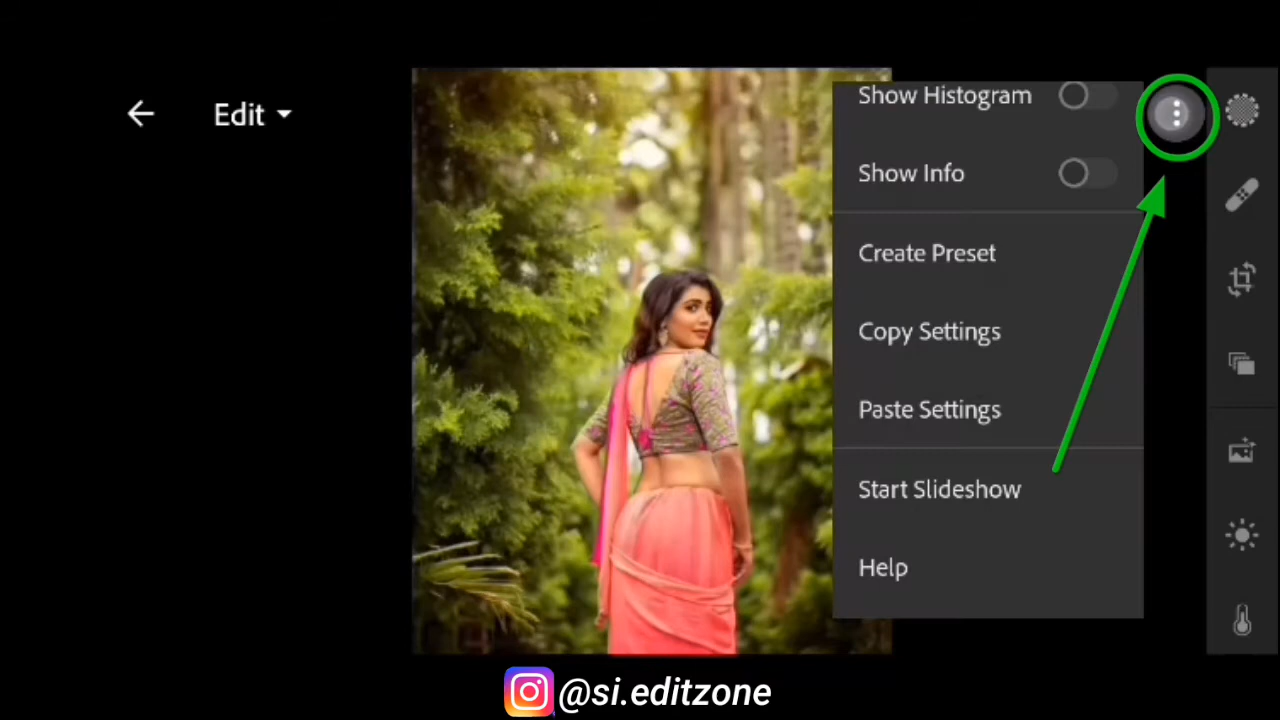 Edit
Show Histogram
Show Info
Create Preset
Copy Settings
Paste Settings
Start Slideshow
Help
@si.editzone